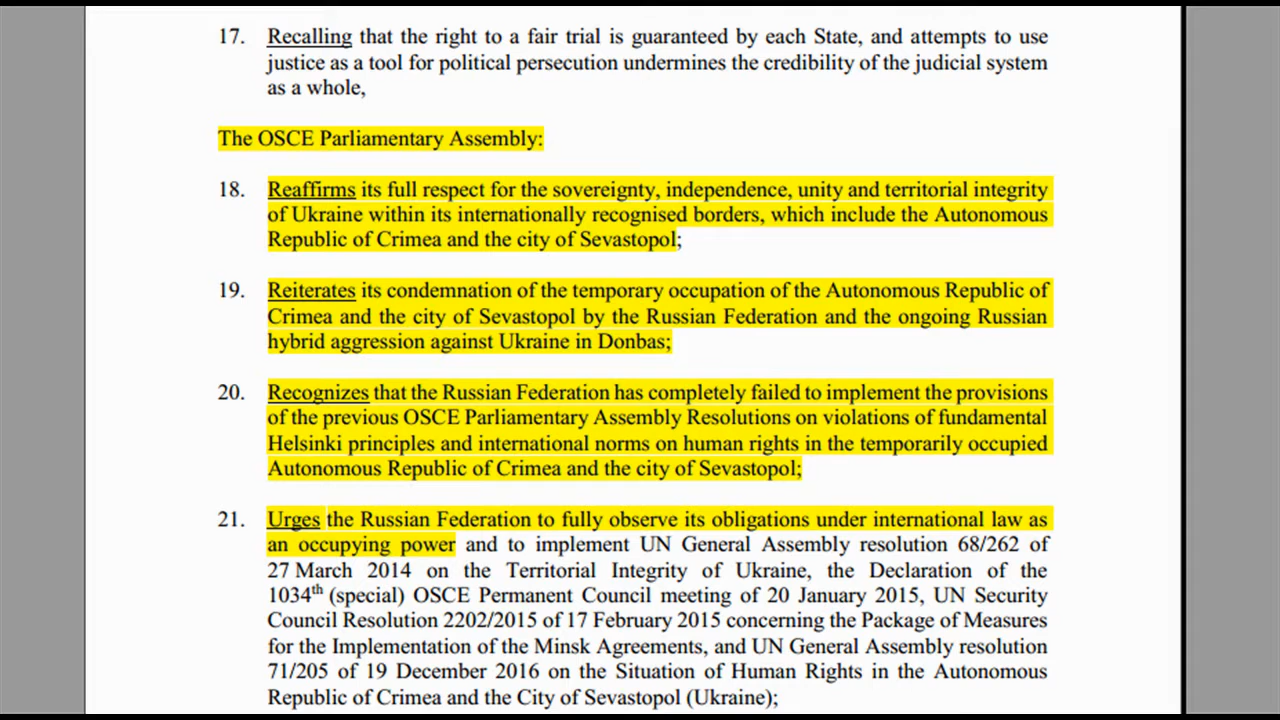 17. Recalling that the right to a fair trial is guaranteed by each State, and attempts to use
justice as a tool for political persecution undermines the credibility of the judicial system
as a whole,
The OSCE Parliamentary Assembly:
18. Reaffirms its full respect for the sovereignty, independence, unity and territorial integrity
of Ukraine within its internationally recognised borders, which include the Autonomous
Republic of Crimea and the city of Sevastopol;
19. Reiterates its condemnation of the temporary occupation of the Autonomous Republic of
Crimea and the city of Sevastopol by the Russian Federation and the ongoing Russian
hybrid aggression against Ukraine in Donbas;
20. Recognizes that the Russian Federation has completely failed to implement the provisions
of the previous OSCE Parliamentary Assembly Resolutions on violations of fundamental
Helsinki principles and international norms on human rights in the temporarily occupied
Autonomous Republic of Crimea and the city of Sevastopol;
21. Urges the Russian Federation to fully observe its obligations under international law as
an occupying power and to implement UN General Assembly resolution 68/262 of
27 March 2014 on the Territorial Integrity of Ukraine, the Declaration of the
1034th (special) OSCE Permanent Council meeting of 20 January 2015, UN Security
Council Resolution 2202/2015 of 17 February 2015 concerning the Package of Measures
for the Implementation of the Minsk Agreements, and UN General Assembly resolution
71/205 of 19 December 2016 on the Situation of Human Rights in the Autonomous
Republic of Crimea and the City of Sevastopol (Ukraine);